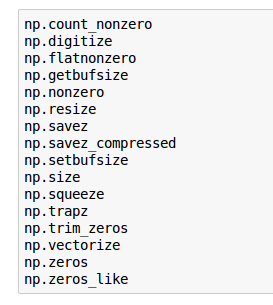 np.count_nonzero
np.digitize
np.flatnonzero
np.getbufsize
np.nonzero
np.resize
np.savez
np.savez_compressed
np.setbufsize
np.size
np.squeeze
np.trapz
np.trim_zeros
np.vectorize
np.zeros
np.zeros_like